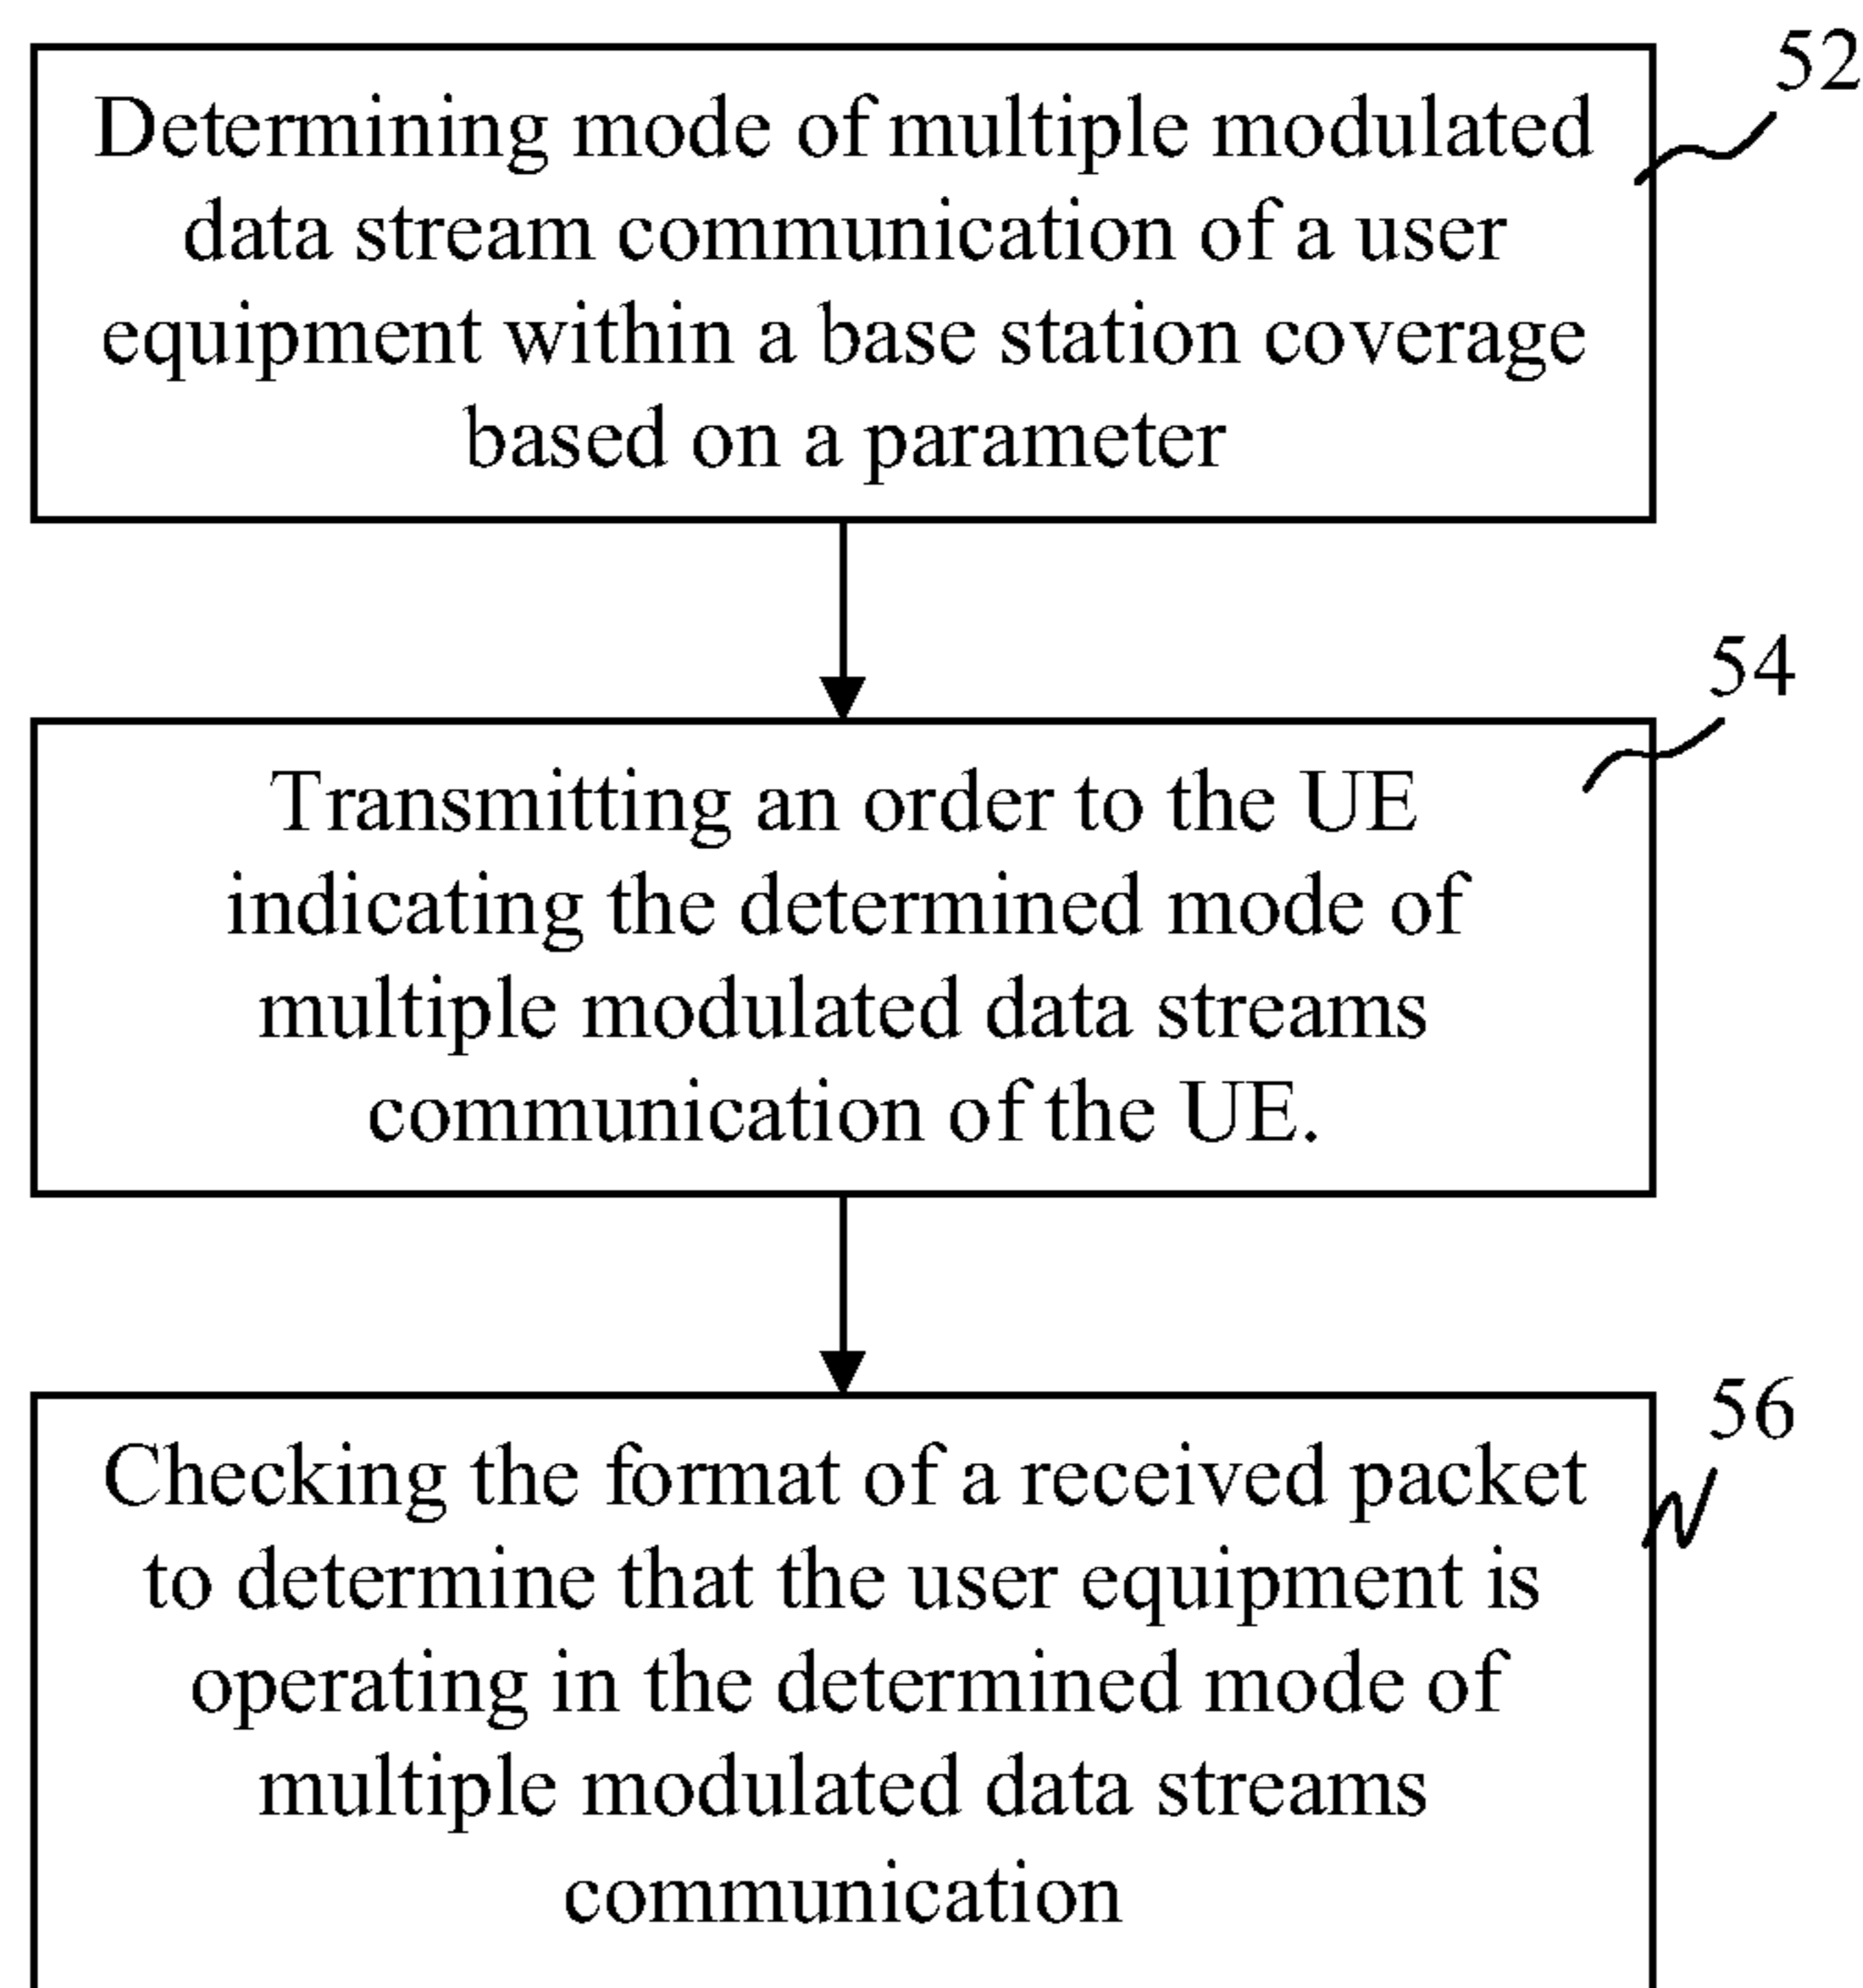 52
Determining mode of multiple modulated
data stream communication of a user
equipment within a base station coverage
based on a parameter
54
Transmitting an order to the UE
indicating the determined mode of
multiple modulated data streams
communication of the UE.
56
Checking the format of a received packet
to determine that the user equipment is
operating in the determined mode of
multiple modulated data streams
communication